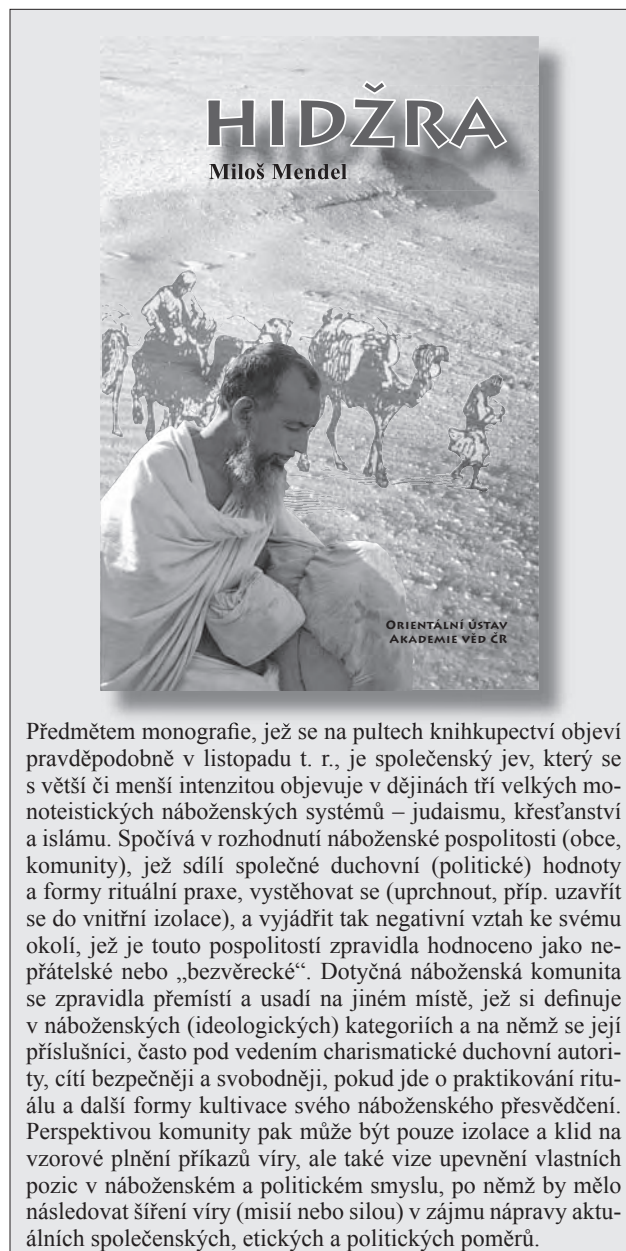 HIDŽRA
Miloš Mendel
ORIENTÁLNÍ ÚSTAV
AKADEMIE VĚD ČR
Předmětem monografie, jež se na pultech knihkupectví objeví
pravděpodobně v listopadu t. r., je společenský jev, který se
s větší či menší intenzitou objevuje v dějinách tří velkých mo-
noteistických náboženských systémů – judaismu, křesťanství
a islámu. Spočívá v rozhodnutí náboženské pospolitosti (obce,
komunity), jež sdílí společné duchovní (politické) hodnoty
a formy rituální praxe, vystěhovat se (uprchnout, příp. uzavřít
se do vnitřní izolace), a vyjádřit tak negativní vztah ke svému
okolí, jež je touto pospolitostí zpravidla hodnoceno jako ne-
přátelské nebo „bezvěrecké“. Dotyčná náboženská komunita
se zpravidla přemístí a usadí na jiném místě, jež si definuje
v náboženských (ideologických) kategoriích a na němž se její
příslušníci, často pod vedením charismatické duchovní autori-
ty, cítí bezpečněji a svobodněji, pokud jde o praktikování ritu-
álu a další formy kultivace svého náboženského přesvědčení.
Perspektivou komunity pak může být pouze izolace a klid na
vzorové plnění příkazů víry, ale také vize upevnění vlastních
pozic v náboženském a politickém smyslu, po němž by mělo
následovat šíření víry (misií nebo silou) v zájmu nápravy aktu-
álních společenských, etických a politických poměrů.